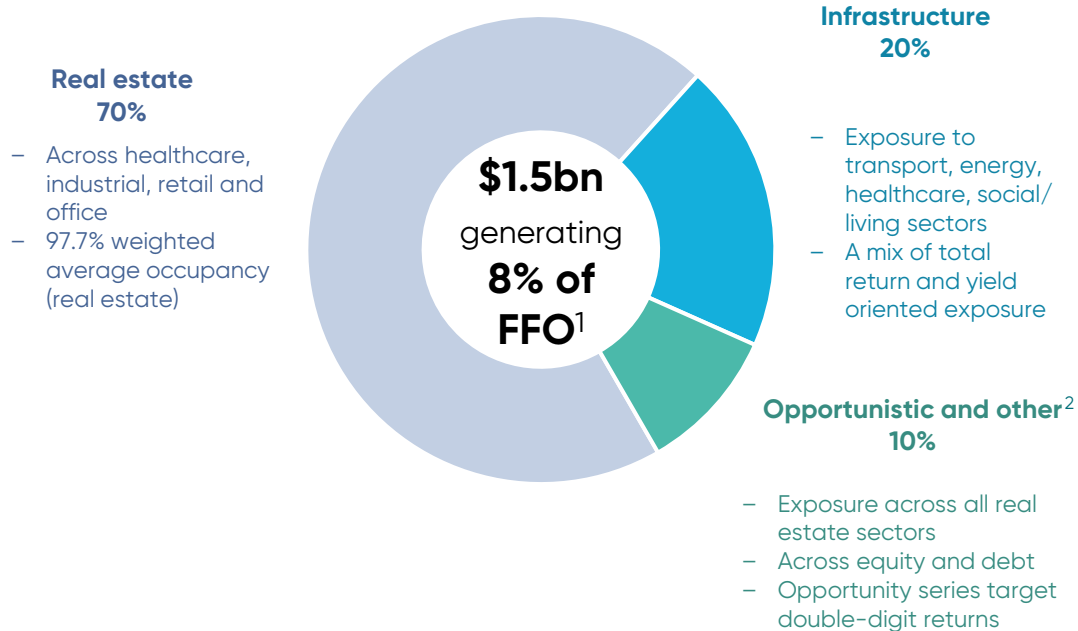 Real estate
70%
– Across healthcare,
industrial, retail and
office
– 97.7% weighted
average occupancy
(real estate)
$1.5bn
generating
8% of
FFO1
Infrastructure
20%
– Exposure to
transport, energy,
healthcare, social/
living sectors
– A mix of total
return and yield
oriented exposure
Opportunistic and other2
10%
– Exposure across all real
estate sectors
– Across equity and debt
– Opportunity series target
double-digit returns